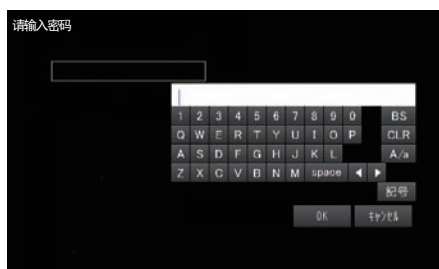 请输入密码
1 2 3 4 5 6 7 8 9 0 BS
Q W E R T Y U I O P CLR
A S D F G H J K L A/a
Z X C V B N M space ◀ ▶
記号
OK キャンセル